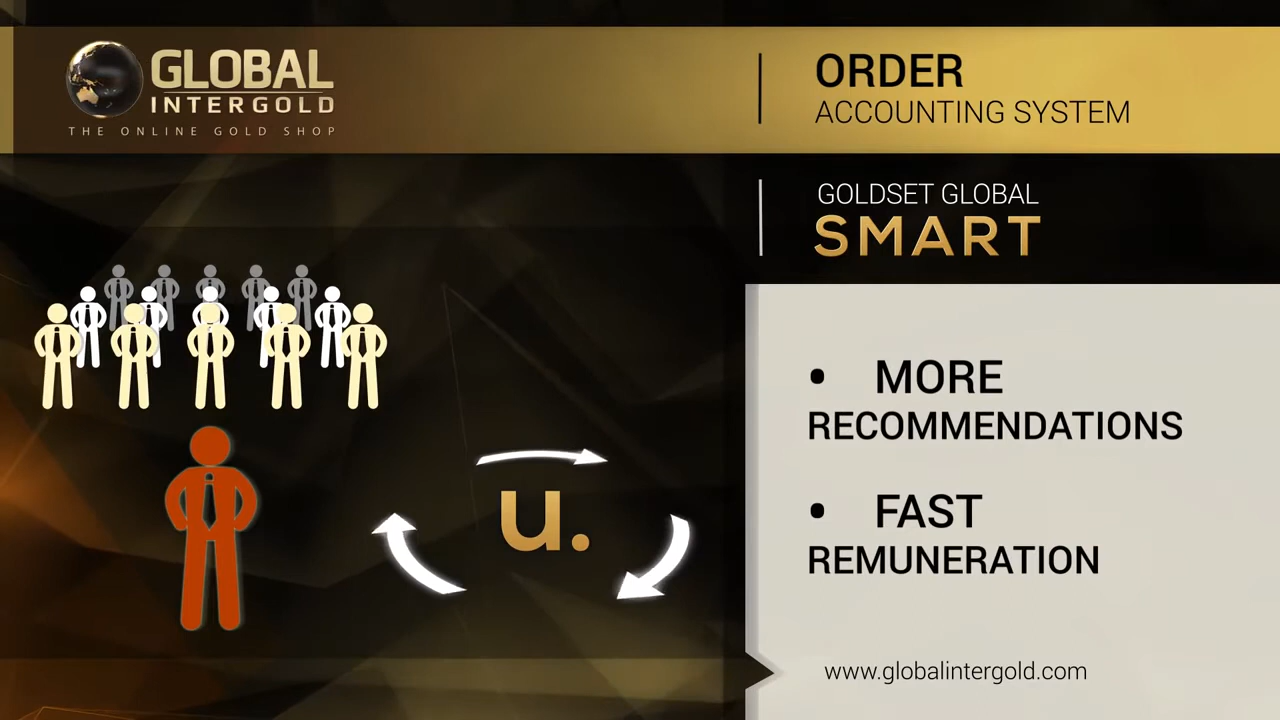 GLOBAL
INTERGOLD
THE ONLINE GOLD SHOP
ORDER
ACCOUNTING SYSTEM
GOLDSET GLOBAL
SMART
u.
• MORE
RECOMMENDATIONS
• FAST
REMUNERATION
www.globalintergold.com